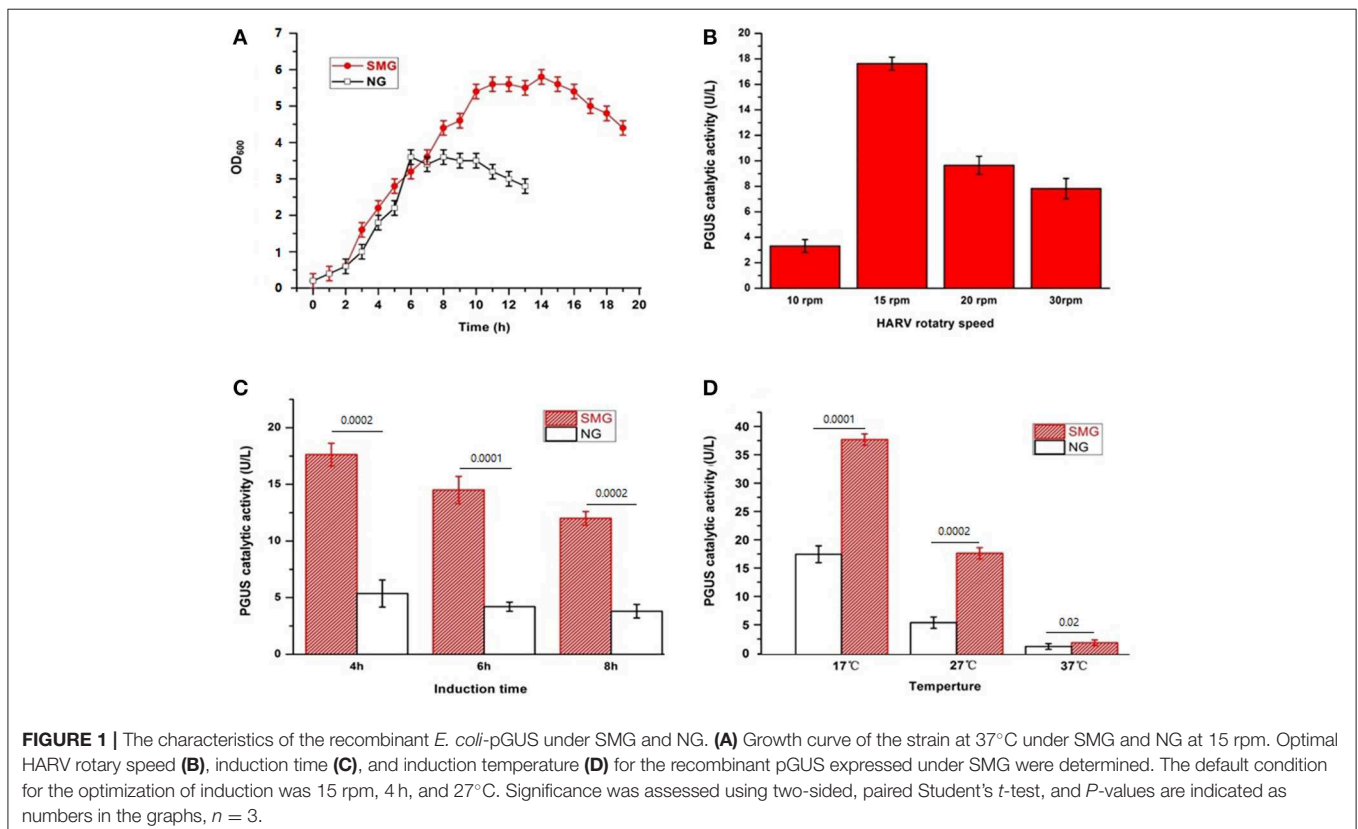 A
7
6
5
4
3
2
1
0
OD600
SMG
NG
0 2 4 6 8 10 12 14 16 18 20
Time (h)
B
20
18
16
14
12
10
8
6
4
2
0
PGUS catalytic activity (U/L)
10 rpm 15 rpm 20 rpm 30rpm
HARV rotatry speed
C
20
15
10
5
0
PGUS catalytic activity (U/L)
0.0002
0.0001
0.0002
SMG
NG
4h 6h 8h
Induction time
D
40
35
30
25
20
15
10
5
0
PGUS catalytic activity (U/L)
0.0001
0.0002
0.02
SMG
NG
17℃ 27℃ 37℃
Temperture
FIGURE 1 | The characteristics of the recombinant E. coli-pGUS under SMG and NG. (A) Growth curve of the strain at 37°C under SMG and NG at 15 rpm. Optimal
HARV rotary speed (B), induction time (C), and induction temperature (D) for the recombinant pGUS expressed under SMG were determined. The default condition
for the optimization of induction was 15 rpm, 4 h, and 27°C. Significance was assessed using two-sided, paired Student's t-test, and P-values are indicated as
numbers in the graphs, n = 3.